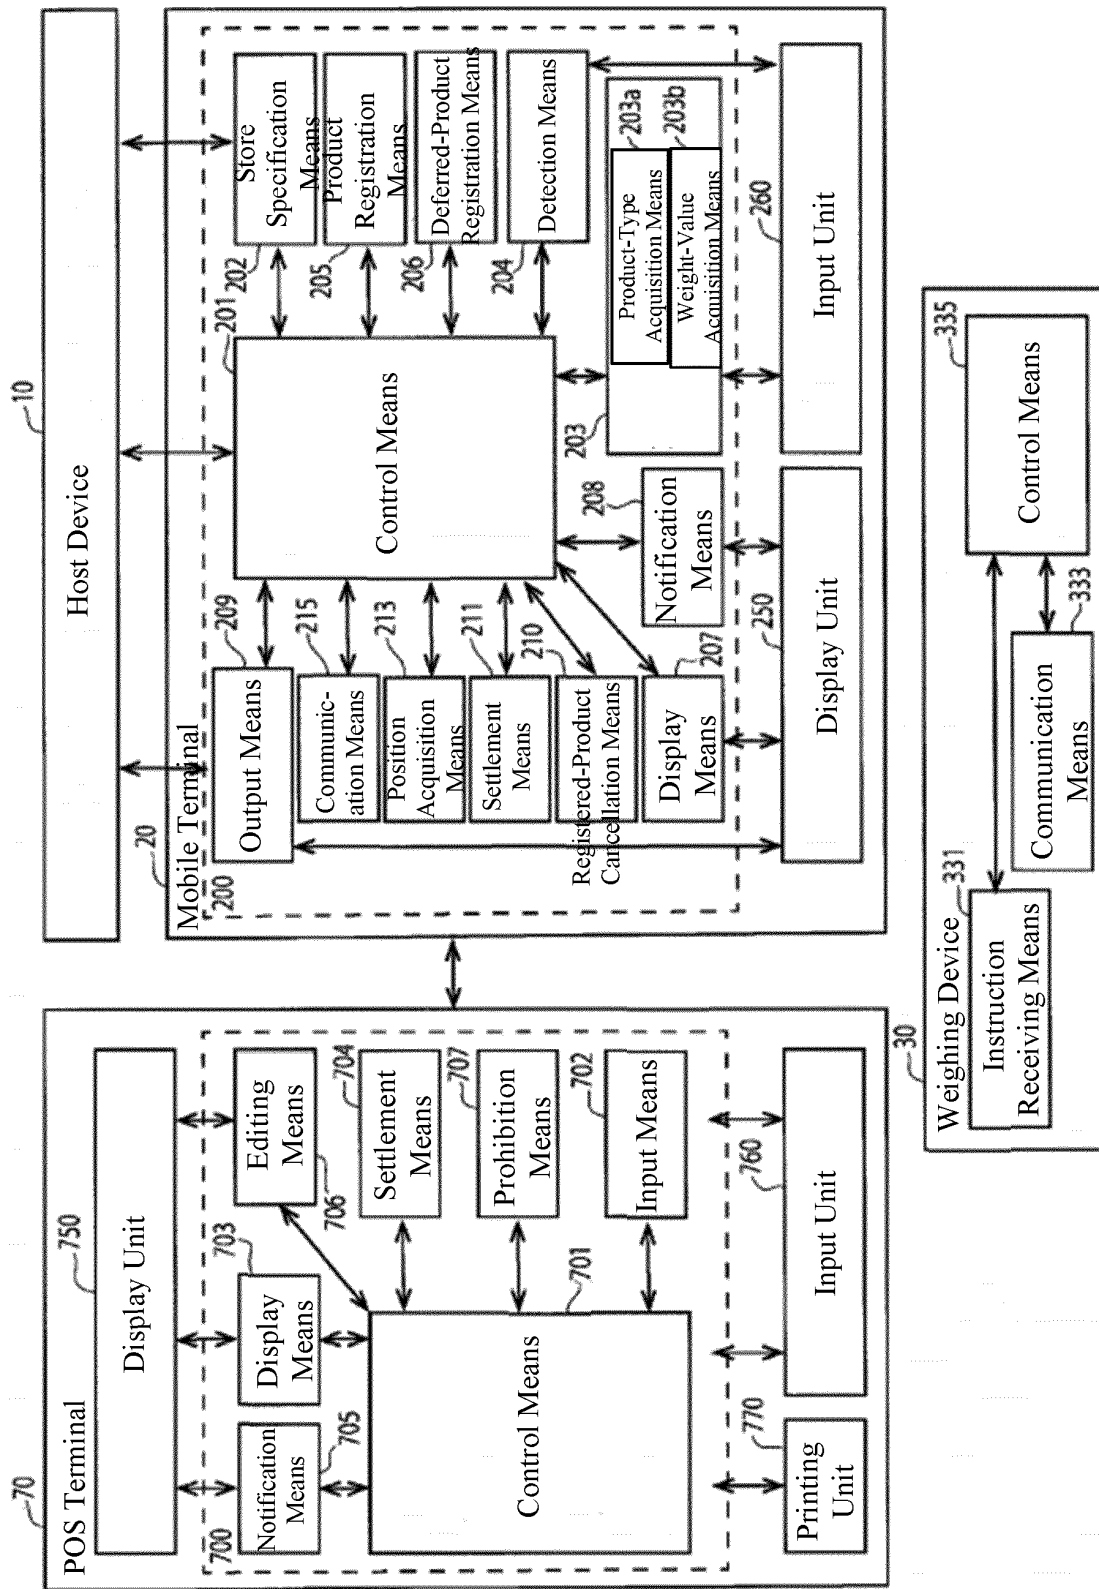 70
POS Terminal
750
Display Unit
700
Notification
Means
705
703
Display
Means
706
Editing
Means
704
Settlement
Means
707
Prohibition
Means
702
Input Means
701
Control Means
770
Printing
Unit
760
Input Unit
10
Host Device
20
Mobile Terminal
200
209
Output Means
215
Communic-
ation Means
213
Position
Acquisition
Means
211
Settlement
Means
210
Registered-Product
Cancellation Means
207
Display
Means
201
Control Means
202
Store
Specification
Means
205
Product
Registration
Means
206
Deferred-Product
Registration Means
204
Detection Means
203
203a
Product-Type
Acquisition Means
203b
Weight-Value
Acquisition Means
208
Notification
Means
250
Display Unit
260
Input Unit
30
Weighing Device
331
Instruction
Receiving Means
333
Communication
Means
335
Control Means